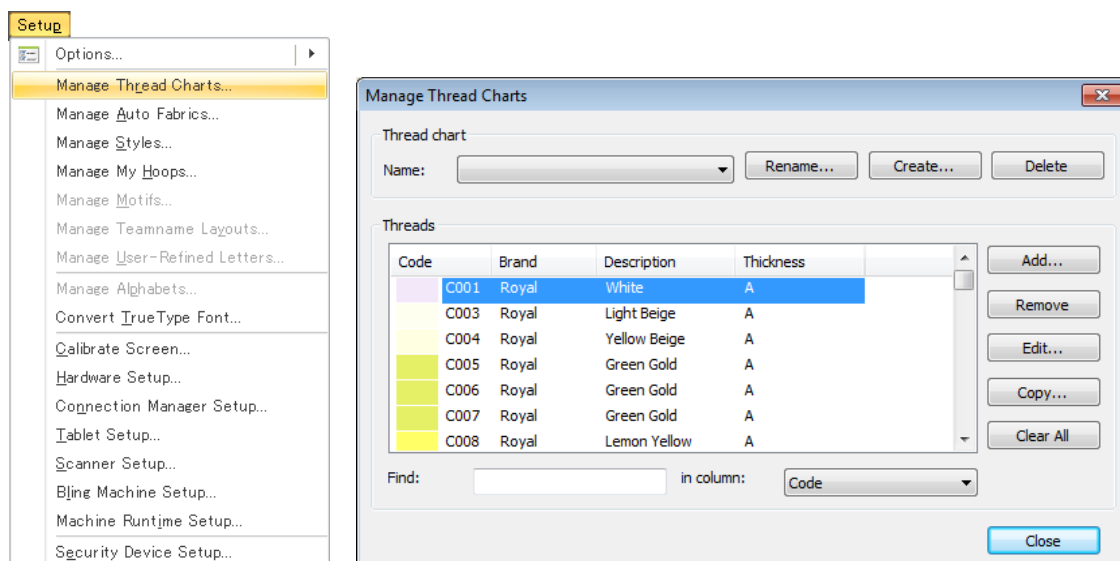 Setup
Options...
Manage Thread Charts...
Manage Auto Fabrics...
Manage Styles...
Manage My Hoops...
Manage Motifs...
Manage Teamname Layouts...
Manage User-Refined Letters...
Manage Alphabets...
Convert TrueType Font...
Calibrate Screen...
Hardware Setup...
Connection Manager Setup...
Tablet Setup...
Scanner Setup...
Bling Machine Setup...
Machine Runtime Setup...
Security Device Setup...
Manage Thread Charts
Thread chart
Name: Rename... Create... Delete
Threads
Code Brand Description Thickness
C001 Royal White A
C003 Royal Light Beige A
C004 Royal Yellow Beige A
C005 Royal Green Gold A
C006 Royal Green Gold A
C007 Royal Green Gold A
C008 Royal Lemon Yellow A
Add...
Remove
Edit...
Copy...
Clear All
Find: in column: Code
Close